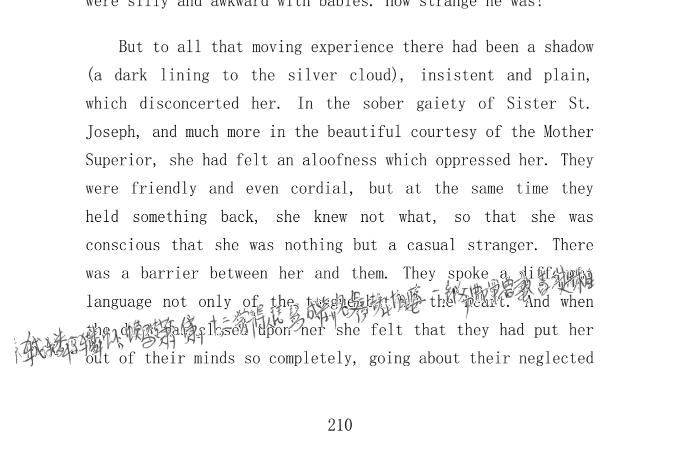 were silly and awkward with babies. How strange he was!
But to all that moving experience there had been a shadow
(a dark lining to the silver cloud), insistent and plain,
which disconcerted her. In the sober gaiety of Sister St.
Joseph, and much more in the beautiful courtesy of the Mother
Superior, she had felt an aloofness which oppressed her. They
were friendly and even cordial, but at the same time they
held something back, she knew not what, so that she was
conscious that she was nothing but a casual stranger. There
was a barrier between her and them. They spoke a different
language not only of the tongue but of the heart. And when
the door was closed upon her she felt that they had put her
out of their minds so completely, going about their neglected
210